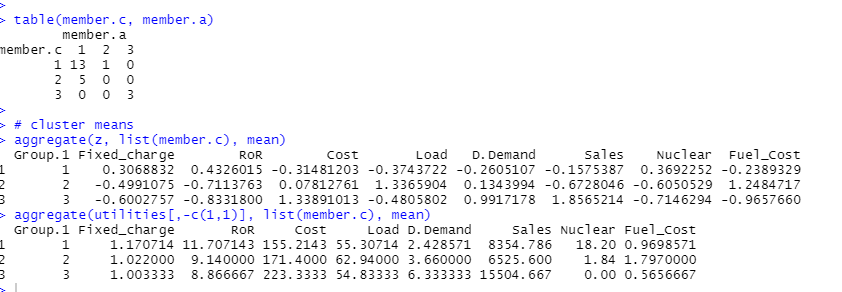 >
> table(member.c, member.a)
        member.a
member.c  1  2  3
       1 13  1  0
       2  5  0  0
       3  0  0  3
>
> # cluster means
> aggregate(z, list(member.c), mean)
  Group.1 Fixed_charge        RoR        Cost       Load   D.Demand      Sales    Nuclear  Fuel_Cost
1       1    0.3068832  0.4326015 -0.31481203 -0.3743722 -0.2605107 -0.1575387  0.3692252 -0.2389329
2       2   -0.4991075 -0.7113763  0.07812761  1.3365904  0.1343994 -0.6728046 -0.6050529  1.2484717
3       3   -0.6002757 -0.8331800  1.33891013 -0.4805802  0.9917178  1.8565214 -0.7146294 -0.9657660
> aggregate(utilities[,-c(1,1)], list(member.c), mean)
  Group.1 Fixed_charge       RoR     Cost     Load D.Demand     Sales Nuclear Fuel_Cost
1       1     1.170714 11.707143 155.2143 55.30714 2.428571  8354.786   18.20 0.9698571
2       2     1.022000  9.140000 171.4000 62.94000 3.660000  6525.600    1.84 1.7970000
3       3     1.003333  8.866667 223.3333 54.83333 6.333333 15504.667    0.00 0.5656667
>